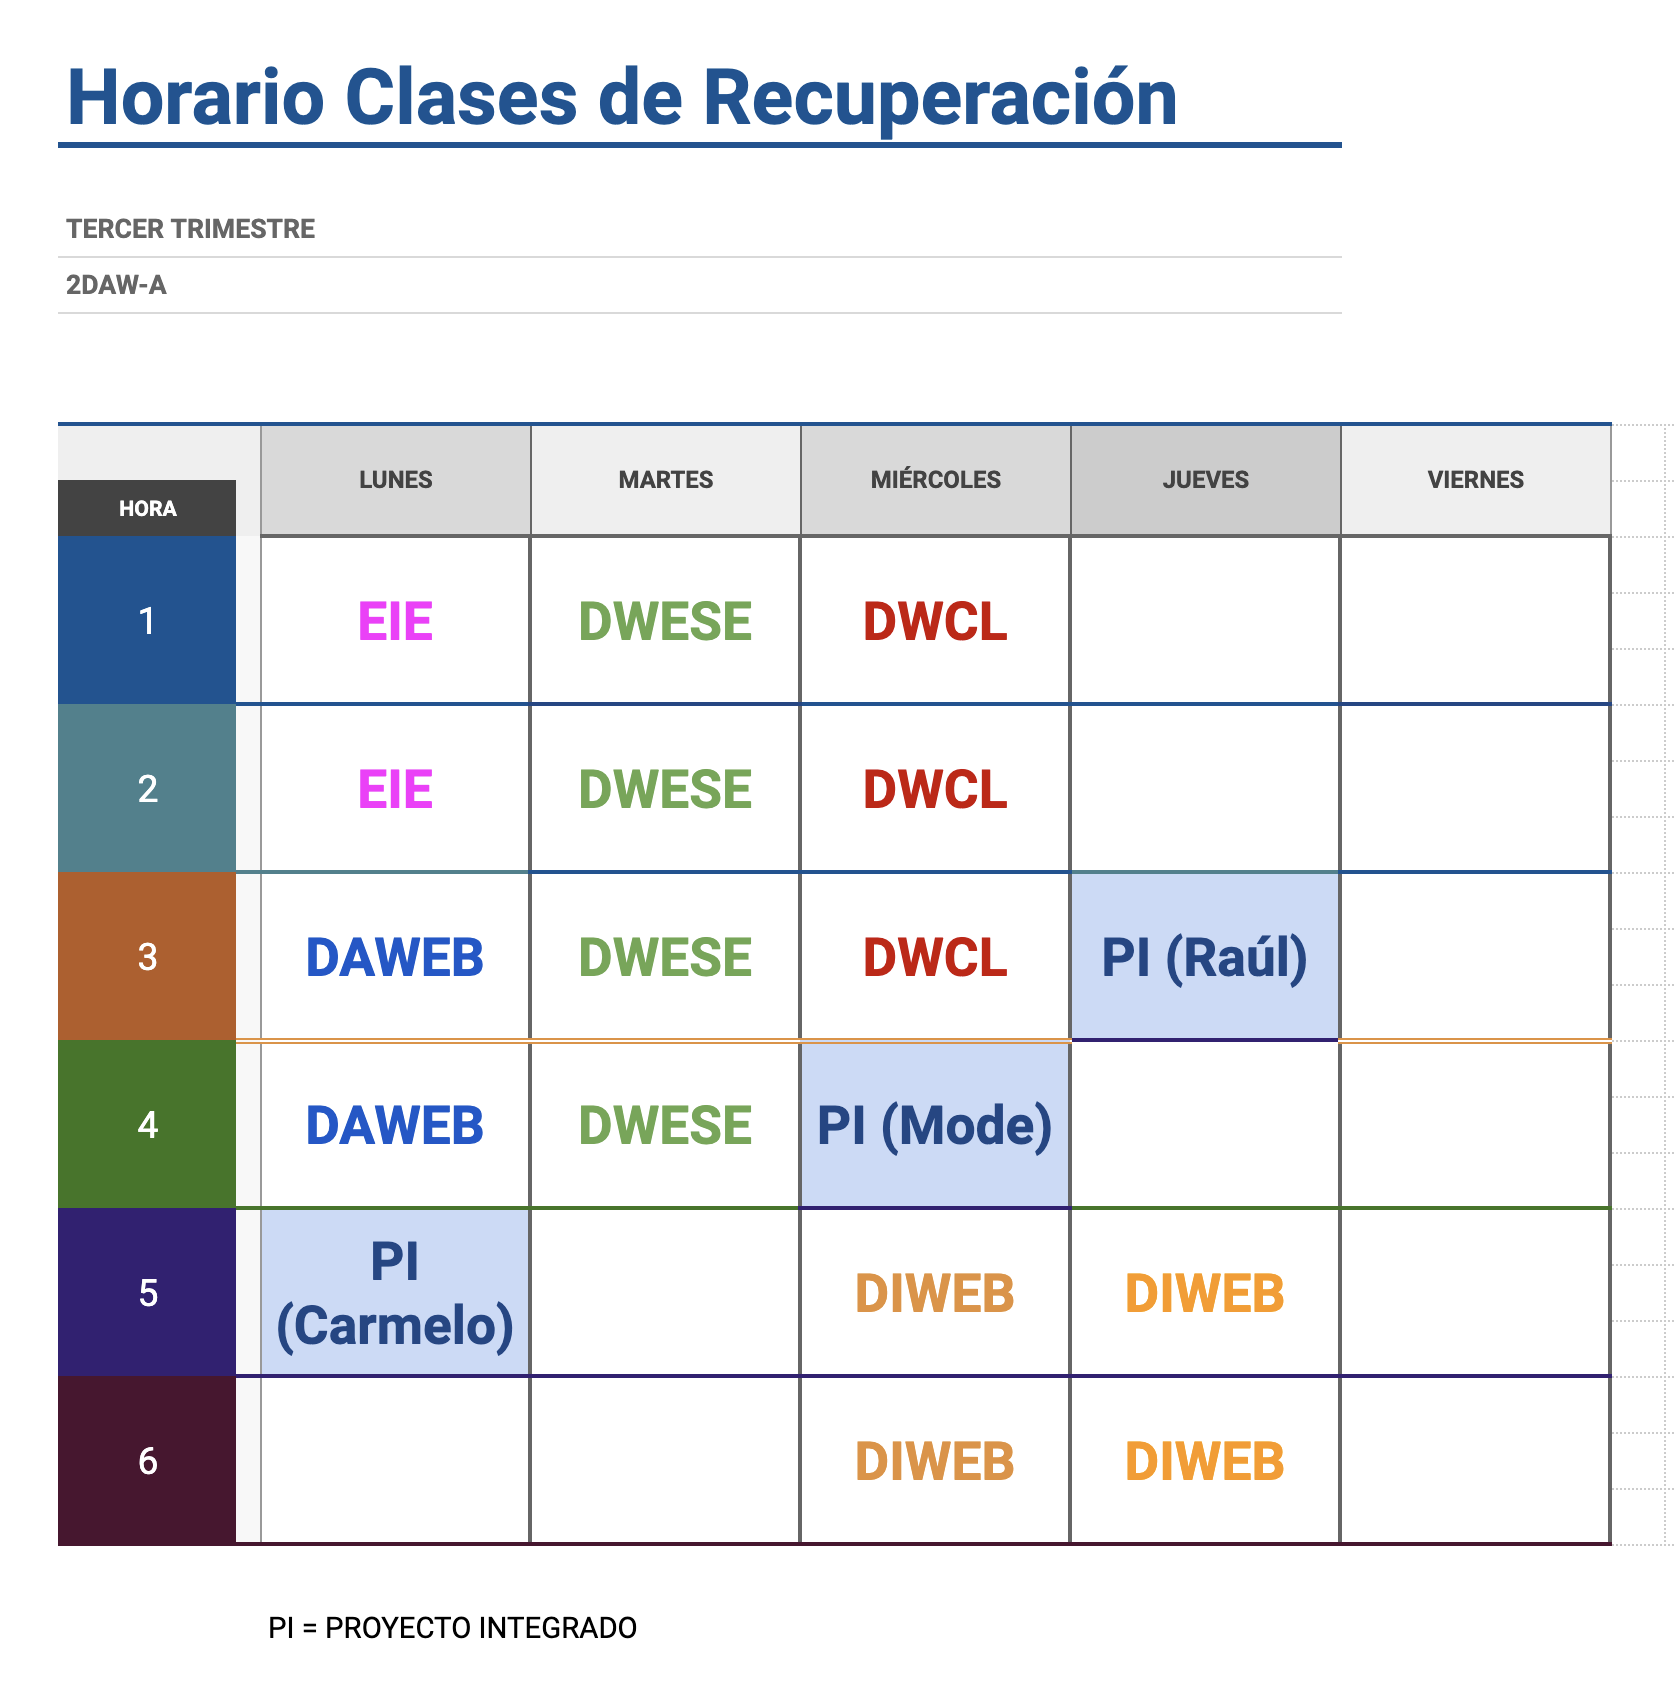 Horario Clases de Recuperación
TERCER TRIMESTRE
2DAW-A
LUNES MARTES MIÉRCOLES JUEVES VIERNES
HORA
1 EIE DWESE DWCL
2 EIE DWESE DWCL
3 DAWEB DWESE DWCL PI (Raúl)
4 DAWEB DWESE PI (Mode)
PI
5 (Carmelo) DIWEB DIWEB
6 DIWEB DIWEB
PI = PROYECTO INTEGRADO